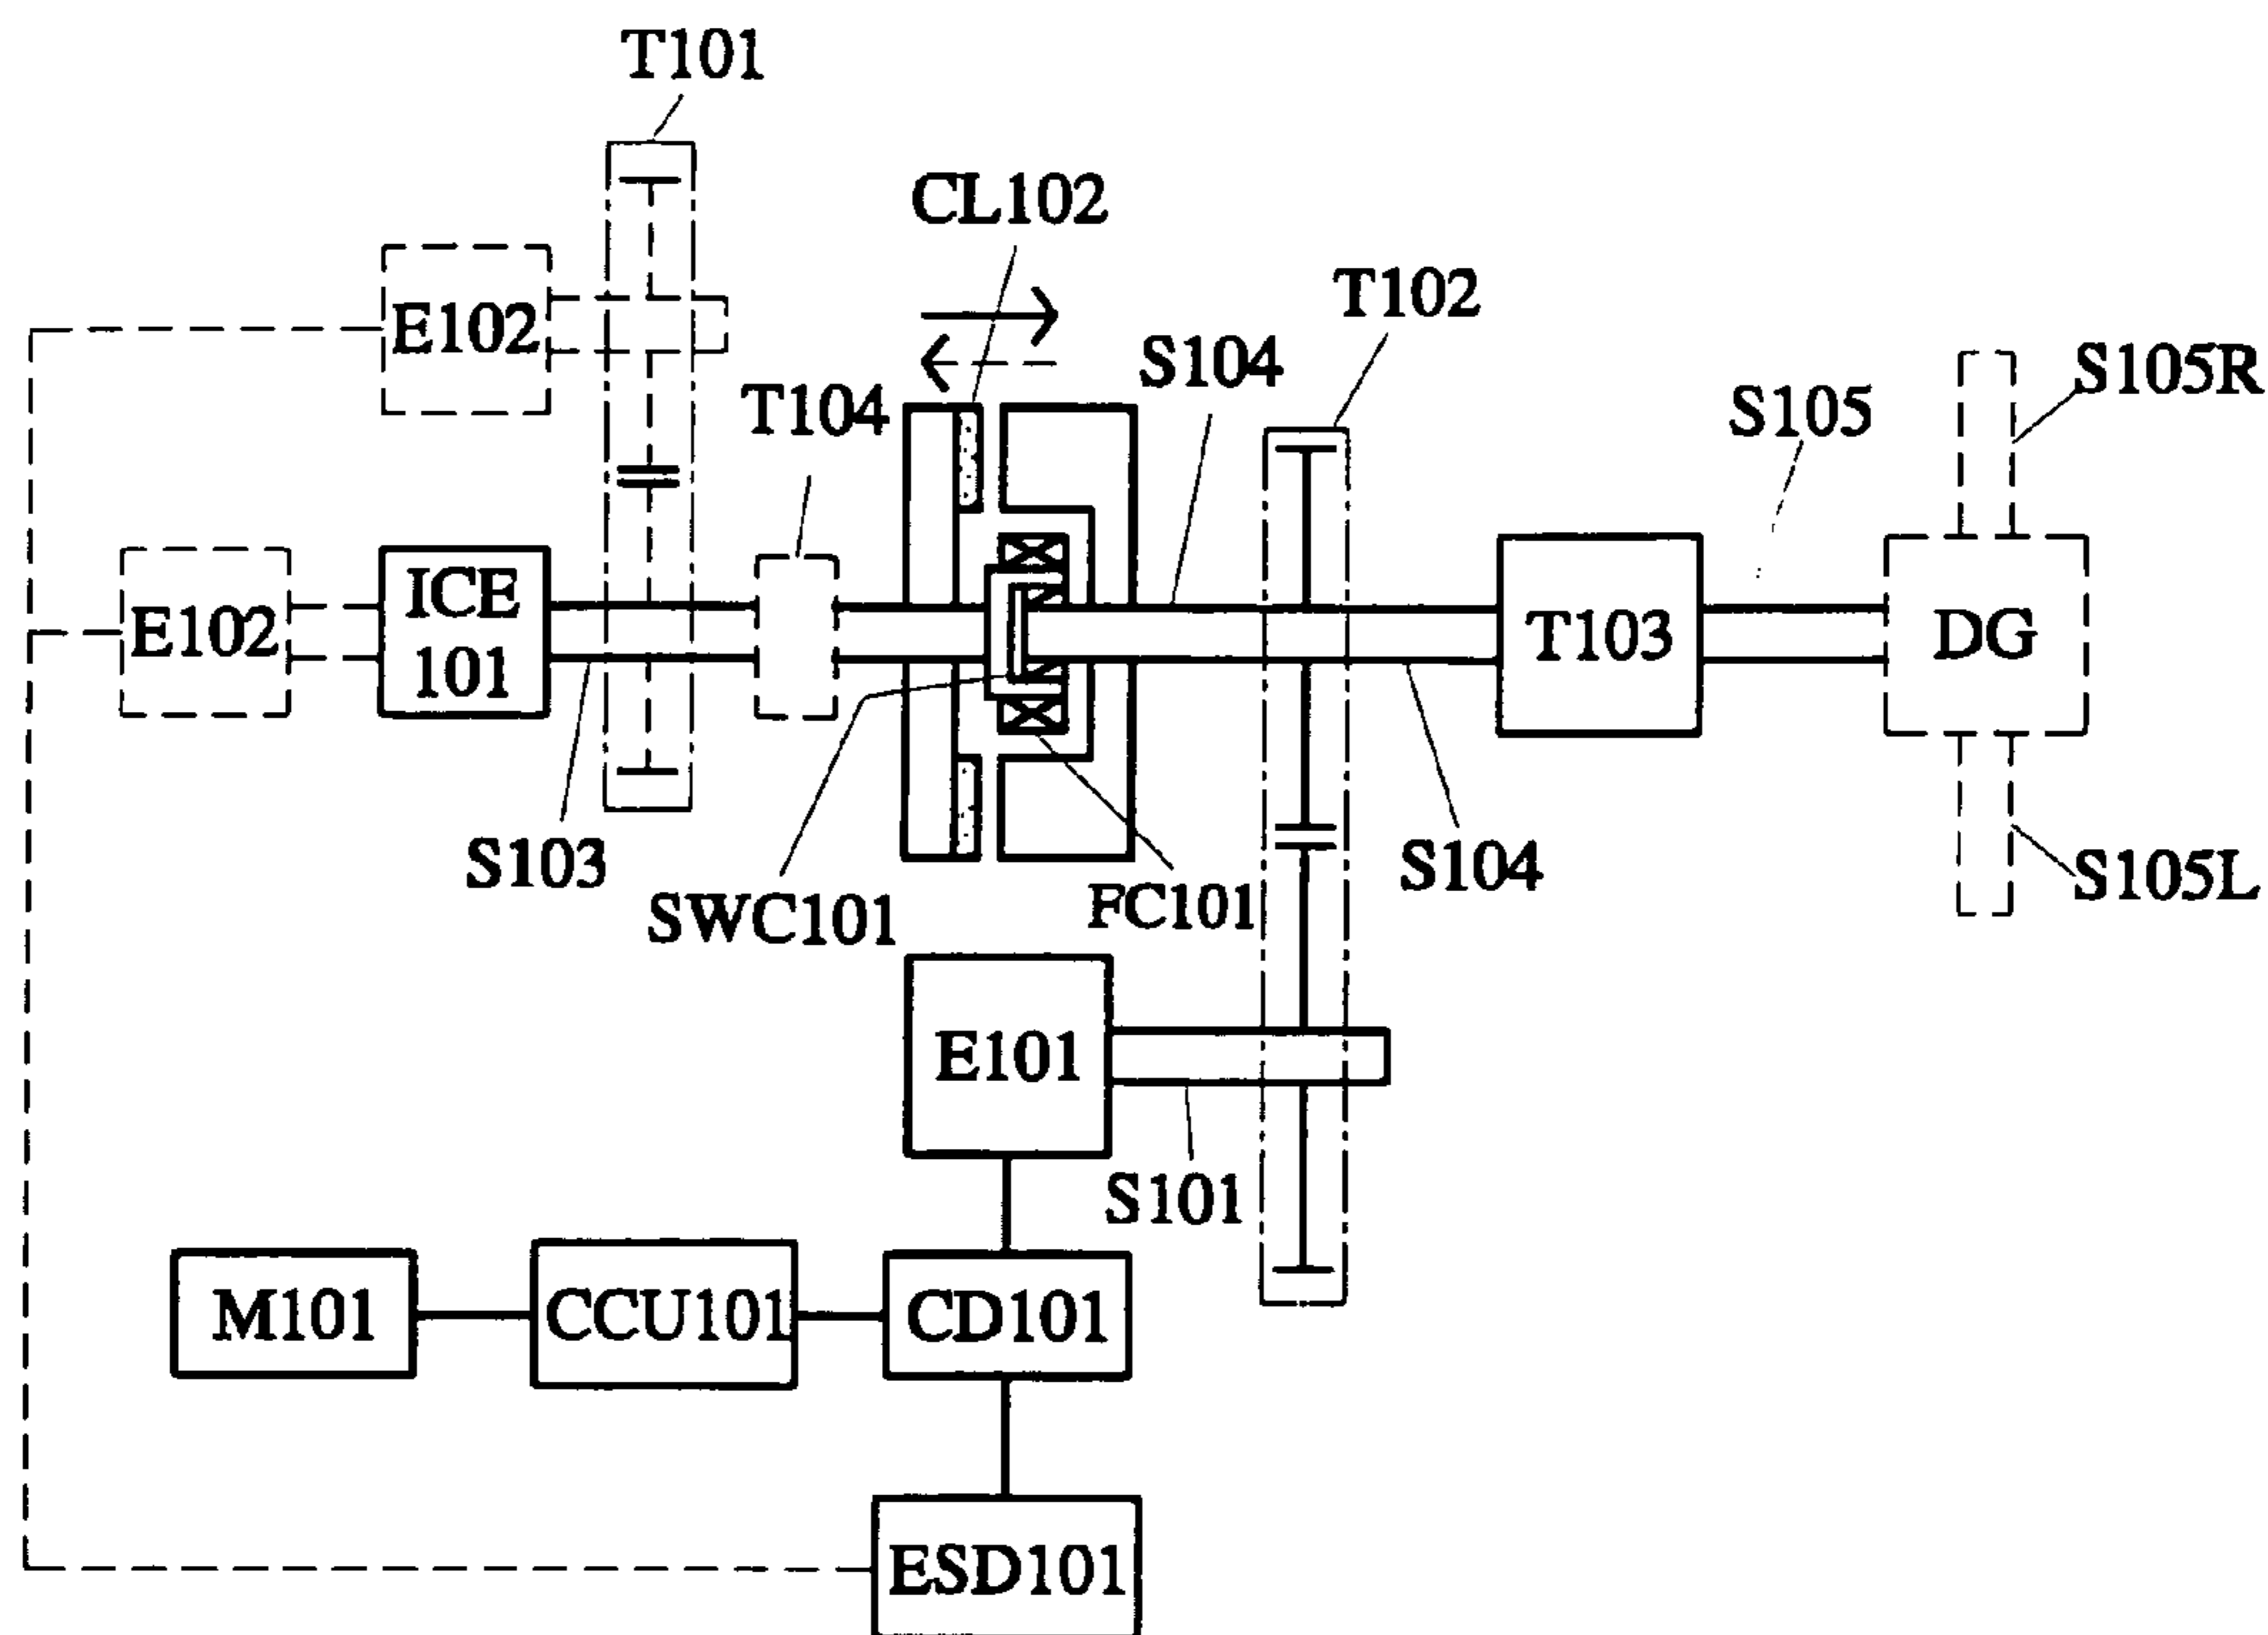 T101
CL102
T102
E102
S104
S105R
T104
S105
ICE
101
E102
T103
DG
S103
S104
S105L
SWC101
FC101
E101
S101
M101
CCU101
CD101
ESD101